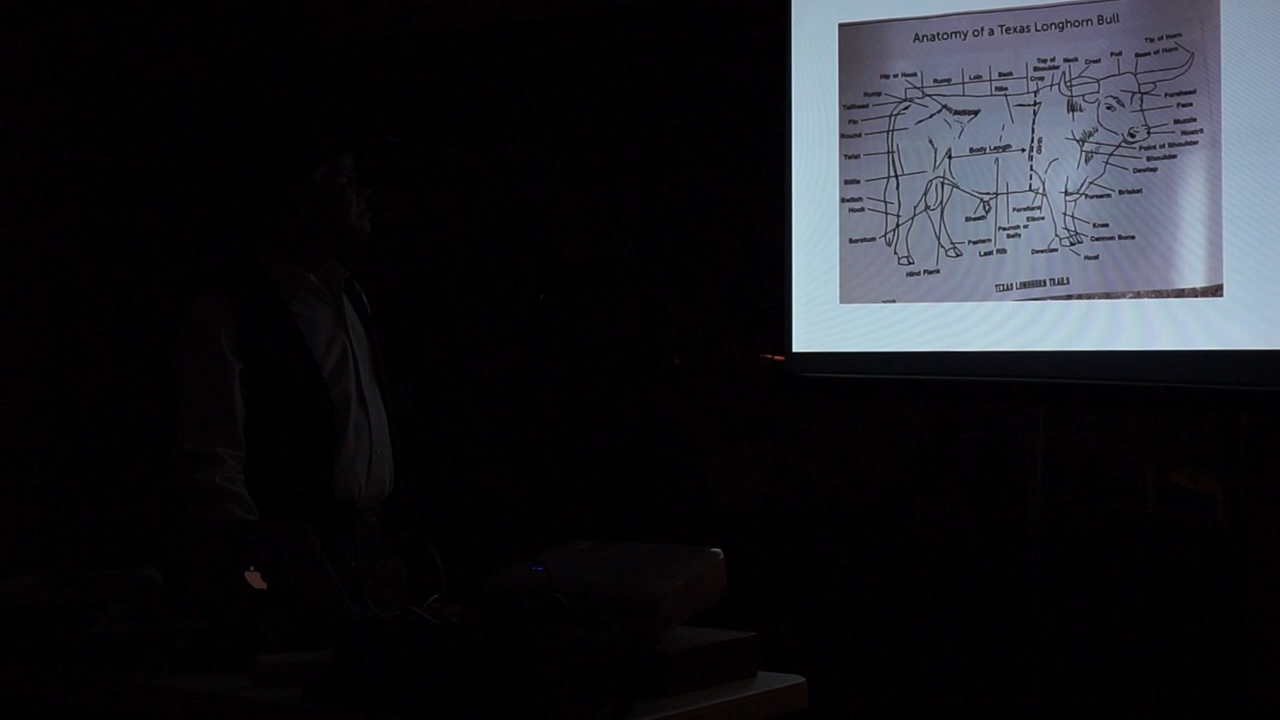 Anatomy of a Texas Longhorn Bull
Tip of Horn
Base of Horn
Poll
Crest
Neck
Top of
Shoulder
Crop
Back
Loin
Rump
Hip or Hook
Ribs
Rump
Tailhead
Pin
Round
Twist
Stifle
Switch
Hock
Scrotum
Hind Flank
Body Length
Girth
Sheath
Pastern
Last Rib
Paunch or
Belly
Foreflank
Elbow
Dewclaw
Hoof
Cannon Bone
Knee
Forearm
Brisket
Dewlap
Shoulder
Point of Shoulder
Nostril
Muzzle
Face
Forehead
TEXAS LONGHORN TRAILS